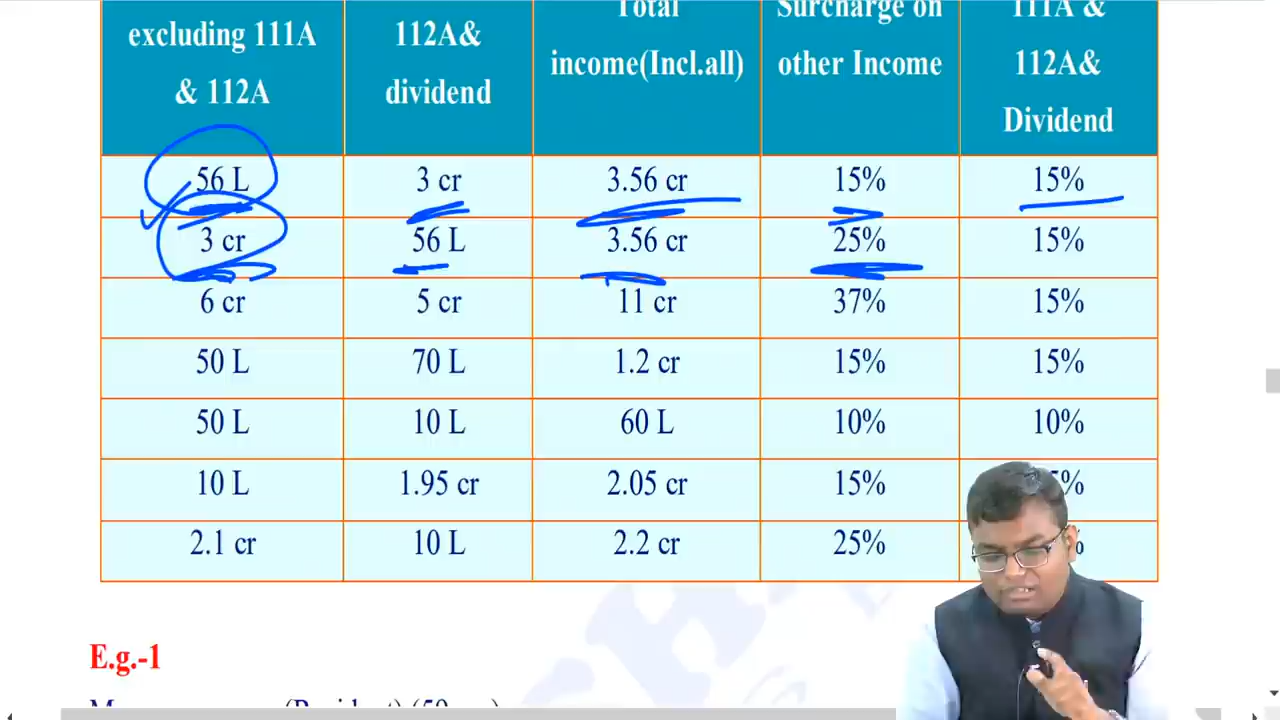 excluding 111A
& 112A
112A&
dividend
Total
income(Incl.all)
Surcharge on
other Income
111A &
112A&
Dividend
56 L 3 cr 3.56 cr 15% 15%
3 cr 56 L 3.56 cr 25% 15%
6 cr 5 cr 11 cr 37% 15%
50 L 70 L 1.2 cr 15% 15%
50 L 10 L 60 L 10% 10%
10 L 1.95 cr 2.05 cr 15%
2.1 cr 10 L 2.2 cr 25%
E.g.-1